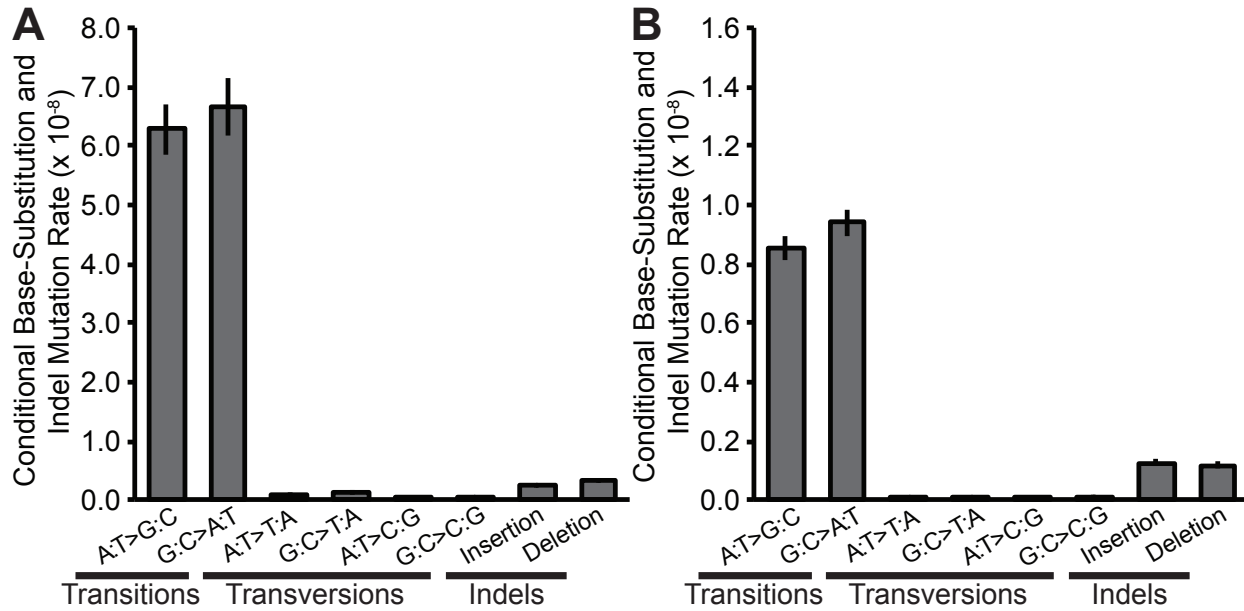 A
Conditional Base-Substitution and
Indel Mutation Rate (x 10⁻⁸)
8.0
7.0
6.0
5.0
4.0
3.0
2.0
1.0
0.0
A:T>G:C
G:C>A:T
A:T>T:A
G:C>T:A
A:T>C:G
G:C>C:G
Insertion
Deletion
Transitions
Transversions
Indels
B
Conditional Base-Substitution and
Indel Mutation Rate (x 10⁻⁸)
1.6
1.4
1.2
1.0
0.8
0.6
0.4
0.2
0.0
A:T>G:C
G:C>A:T
A:T>T:A
G:C>T:A
A:T>C:G
G:C>C:G
Insertion
Deletion
Transitions
Transversions
Indels